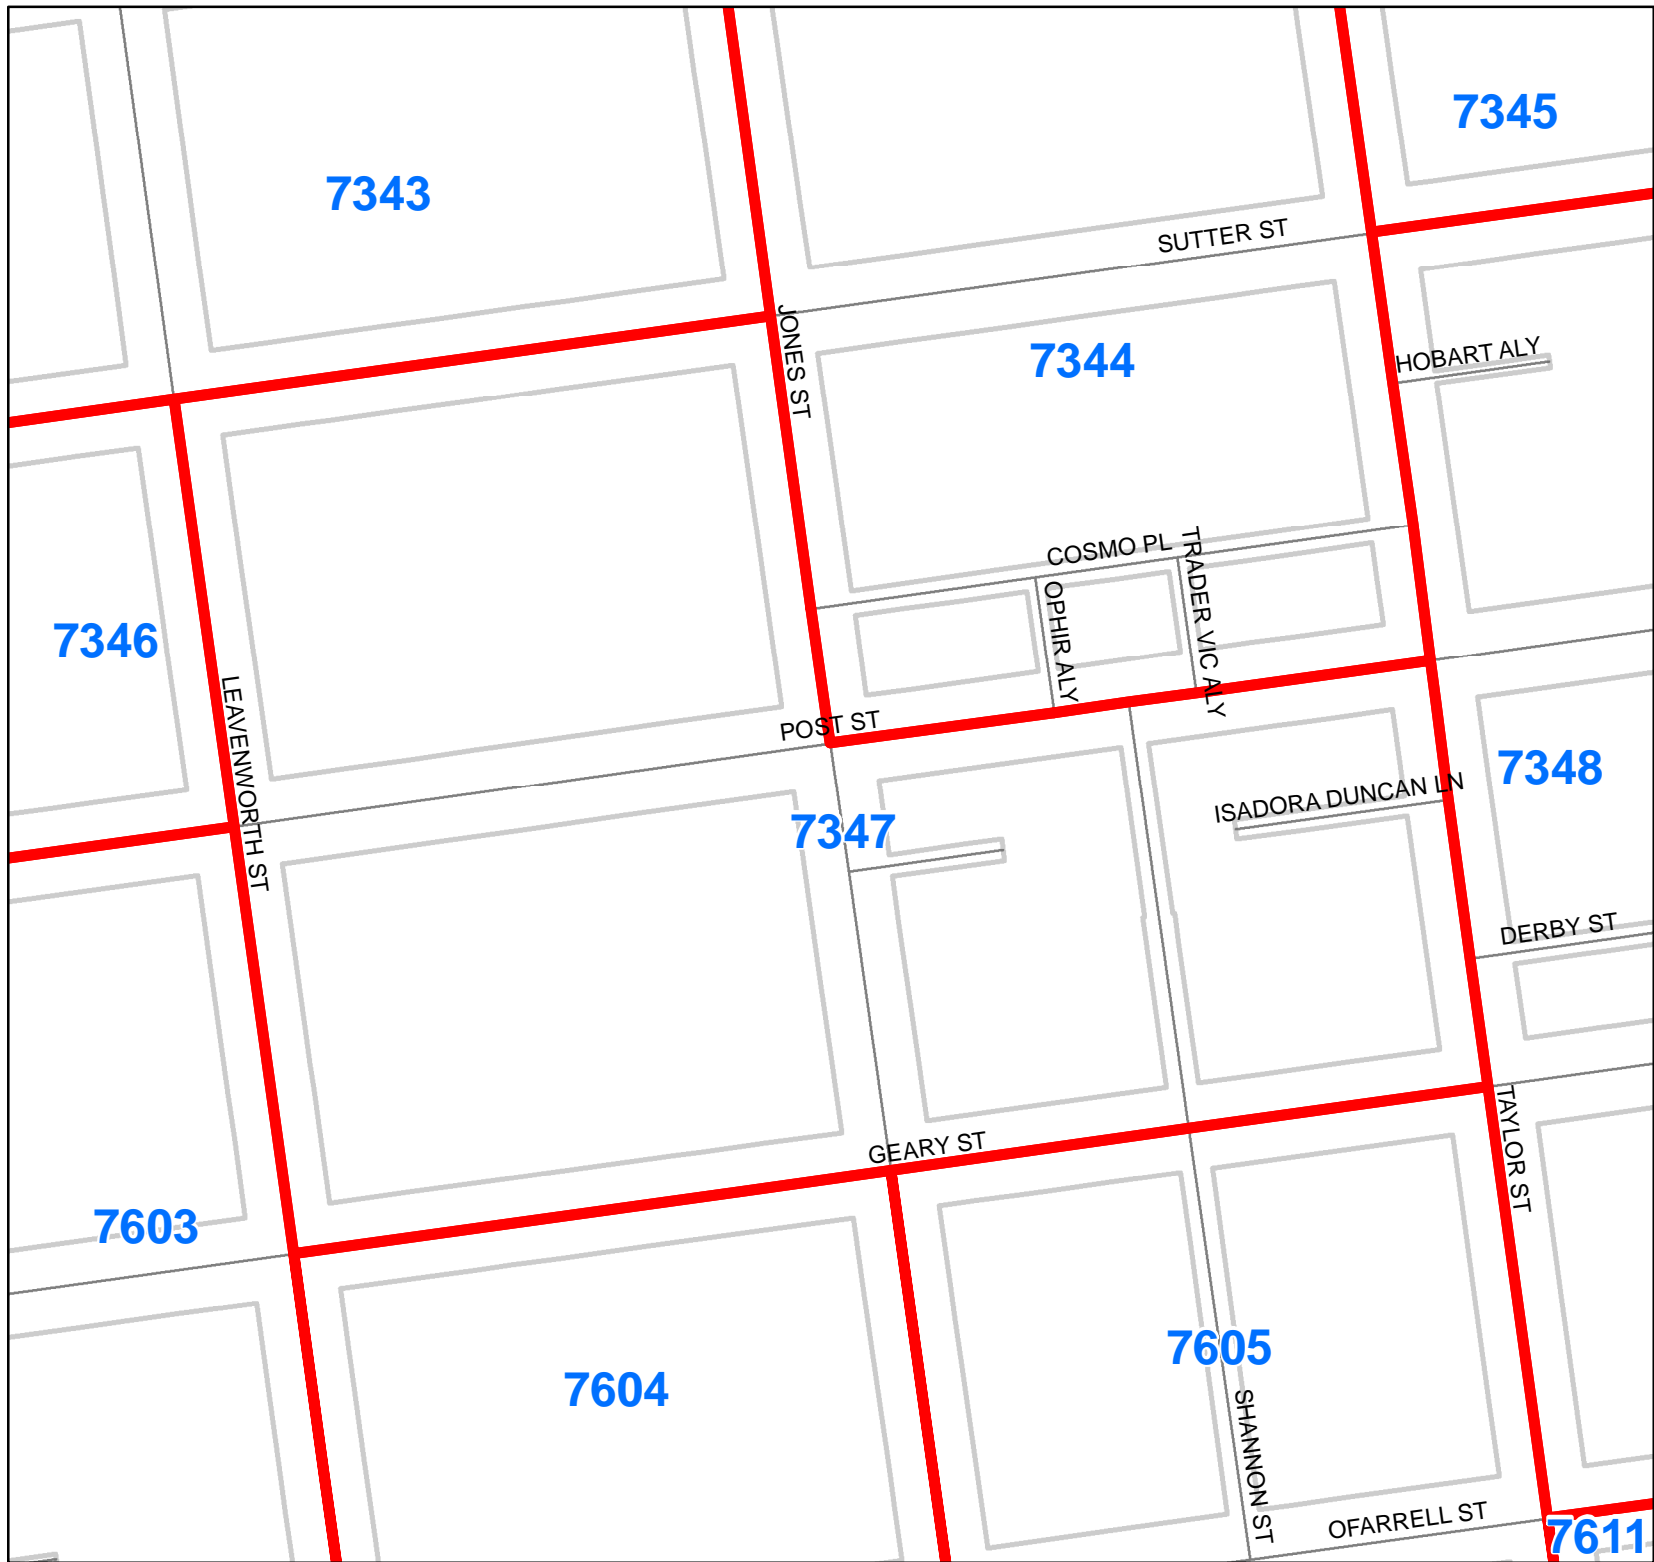 7345
7343
SUTTER ST
JONES ST
7344
HOBART ALY
COSMO PL
TRADER VIC ALY
OPHIR ALY
7346
LEAVENWORTH ST
POST ST
7348
ISADORA DUNCAN LN
7347
DERBY ST
TAYLOR ST
GEARY ST
7603
7605
7604
SHANNON ST
OFARRELL ST
7611